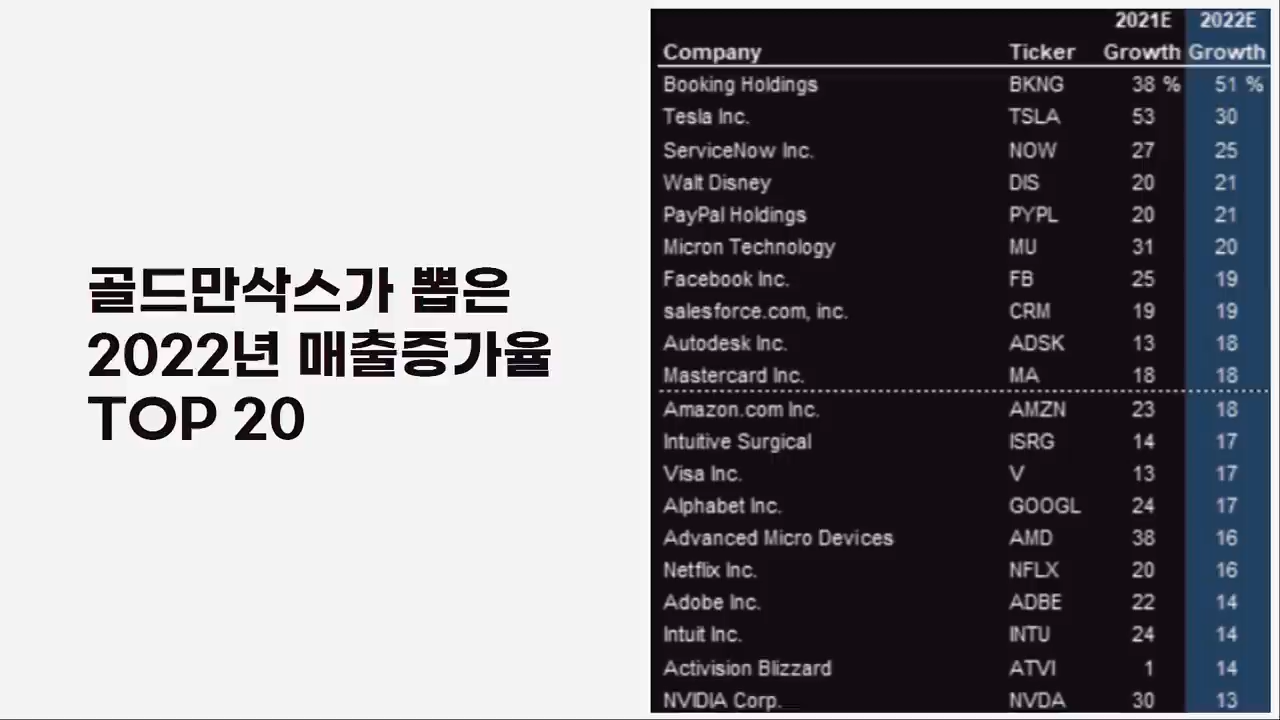 골드만삭스가 뽑은
2022년 매출증가율
TOP 20
2021E 2022E
Company Ticker Growth Growth
Booking Holdings BKNG 38 % 51 %
Tesla Inc. TSLA 53 30
ServiceNow Inc. NOW 27 25
Walt Disney DIS 20 21
PayPal Holdings PYPL 20 21
Micron Technology MU 31 20
Facebook Inc. FB 25 19
salesforce.com, inc. CRM 19 19
Autodesk Inc. ADSK 13 18
Mastercard Inc. MA 18 18
Amazon.com Inc. AMZN 23 18
Intuitive Surgical ISRG 14 17
Visa Inc. V 13 17
Alphabet Inc. GOOGL 24 17
Advanced Micro Devices AMD 38 16
Netflix Inc. NFLX 20 16
Adobe Inc. ADBE 22 14
Intuit Inc. INTU 24 14
Activision Blizzard ATVI 1 14
NVIDIA Corp. NVDA 30 13